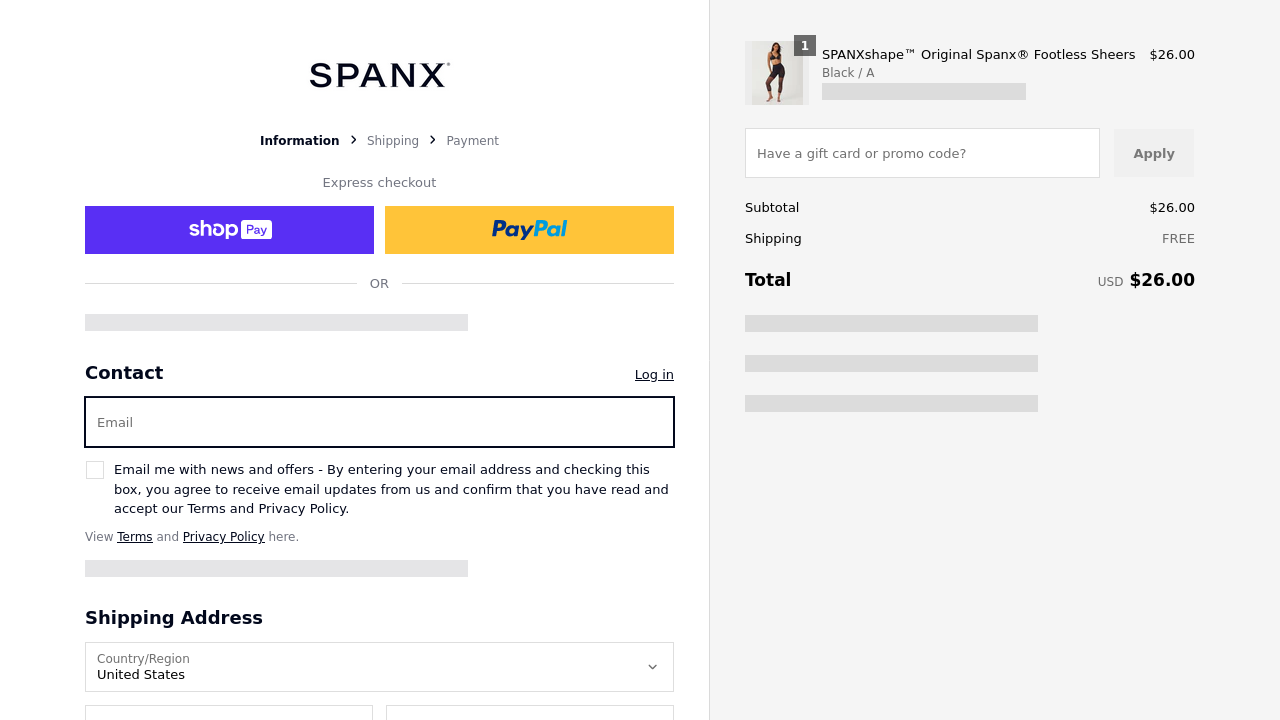 SPANX®
Information > Shipping > Payment
Express checkout
shop Pay
PayPal
OR
Contact
Log in
Email
Email me with news and offers - By entering your email address and checking this
box, you agree to receive email updates from us and confirm that you have read and
accept our Terms and Privacy Policy.
View Terms and Privacy Policy here.
Shipping Address
Country/Region
United States
1
SPANXshape™ Original Spanx® Footless Sheers $26.00
Black / A
Have a gift card or promo code?
Apply
Subtotal $26.00
Shipping FREE
Total USD $26.00